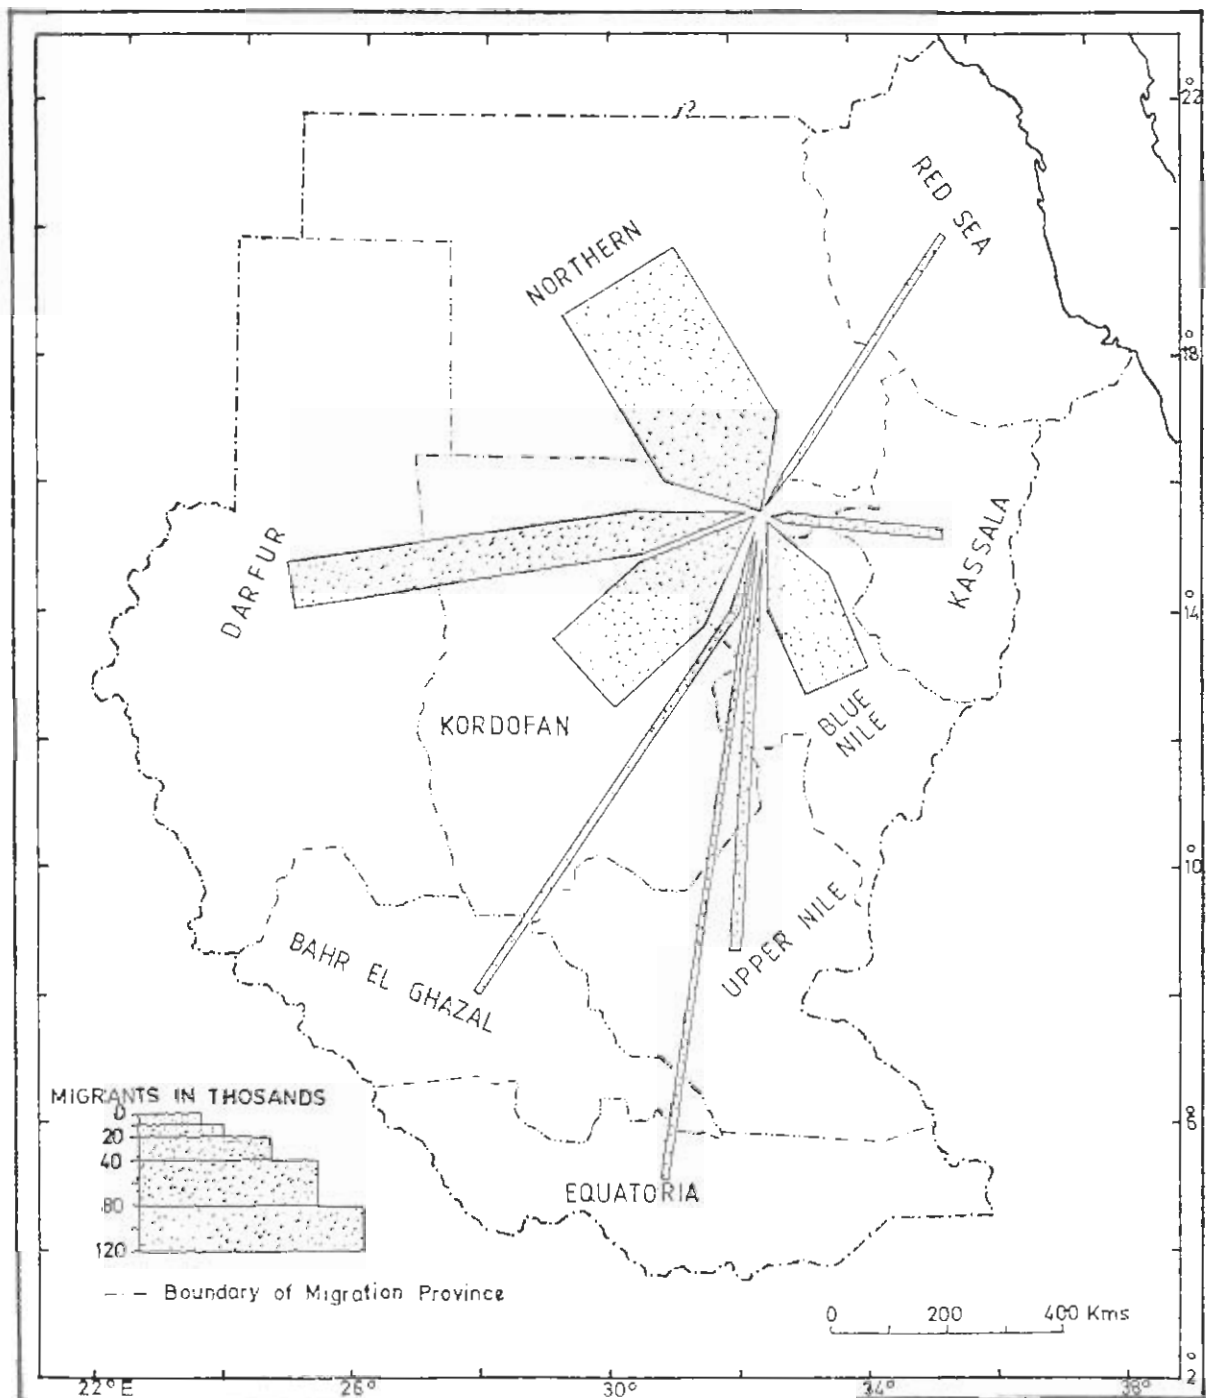 22°
RED SEA
NORTHERN
18°
KASSALA
DARFUR
14°
BLUE
NILE
KORDOFAN
10°
UPPER NILE
BAHR EL GHAZAL
MIGRANTS IN THOSANDS
0
20
40
80
120
6°
EQUATORIA
-·- Boundary of Migration Province
0 200 400 Kms
2°
22°E 26° 30° 34° 38°